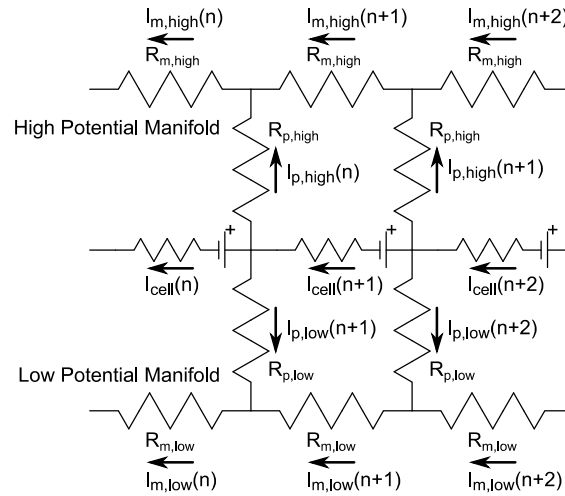 I_m,high(n) I_m,high(n+1) I_m,high(n+2)
R_m,high R_m,high R_m,high
High Potential Manifold
R_p,high R_p,high
I_p,high(n) I_p,high(n+1)
+ + +
I_cell(n) I_cell(n+1) I_cell(n+2)
I_p,low(n+1) I_p,low(n+2)
Low Potential Manifold
R_p,low R_p,low
R_m,low R_m,low R_m,low
I_m,low(n) I_m,low(n+1) I_m,low(n+2)